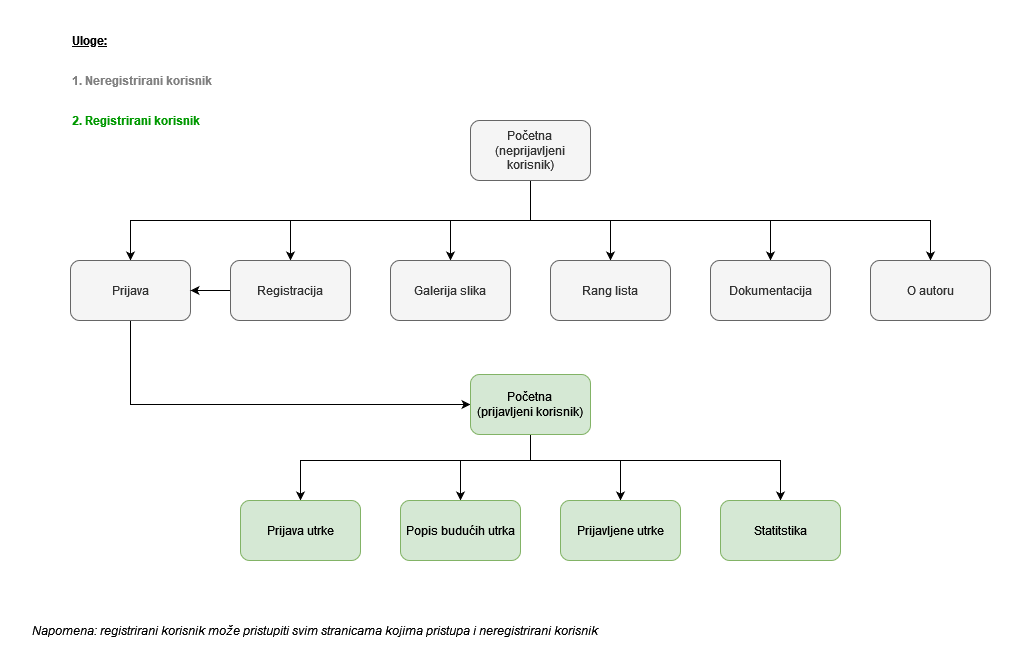 Uloge:
1. Neregistrirani korisnik
2. Registrirani korisnik
Početna
(neprijavljeni
korisnik)
Prijava
Registracija
Galerija slika
Rang lista
Dokumentacija
O autoru
Početna
(prijavljeni korisnik)
Prijava utrke
Popis budućih utrka
Prijavljene utrke
Statitstika
Napomena: registrirani korisnik može pristupiti svim stranicama kojima pristupa i neregistrirani korisnik